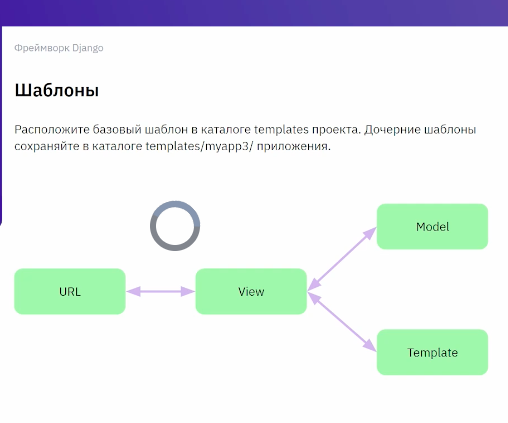 Фреймворк Django
Шаблоны
Расположите базовый шаблон в каталоге templates проекта. Дочерние шаблоны
сохраняйте в каталоге templates/myapp3/ приложения.
Model
URL
View
Template